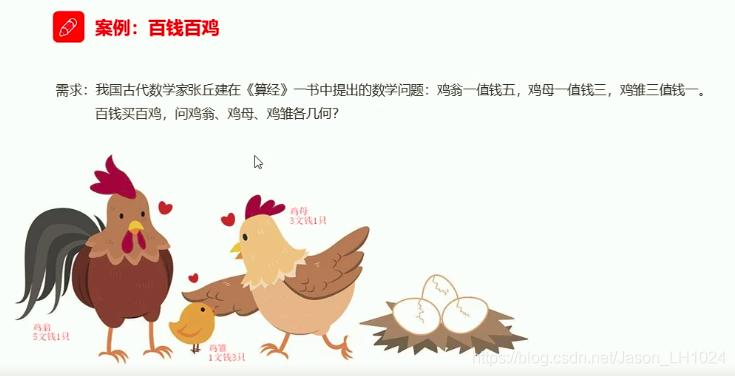 案例：百钱百鸡
需求：我国古代数学家张丘建在《算经》一书中提出的数学问题：鸡翁一值钱五，鸡母一值钱三，鸡雏三值钱一。
百钱买百鸡，问鸡翁、鸡母、鸡雏各几何？
鸡母
3文钱1只
鸡翁
5文钱1只
鸡雏
1文钱3只
https://blog.csdn.net/Jason_LH1024